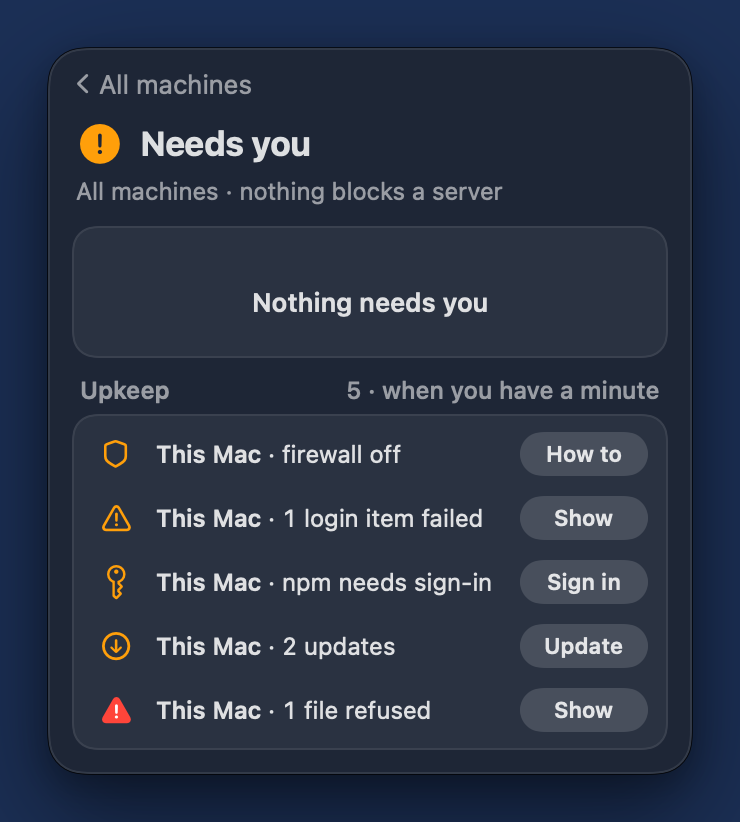 All machines
Needs you
All machines · nothing blocks a server
Nothing needs you
Upkeep 5 · when you have a minute
This Mac · firewall off How to
This Mac · 1 login item failed Show
This Mac · npm needs sign-in Sign in
This Mac · 2 updates Update
This Mac · 1 file refused Show